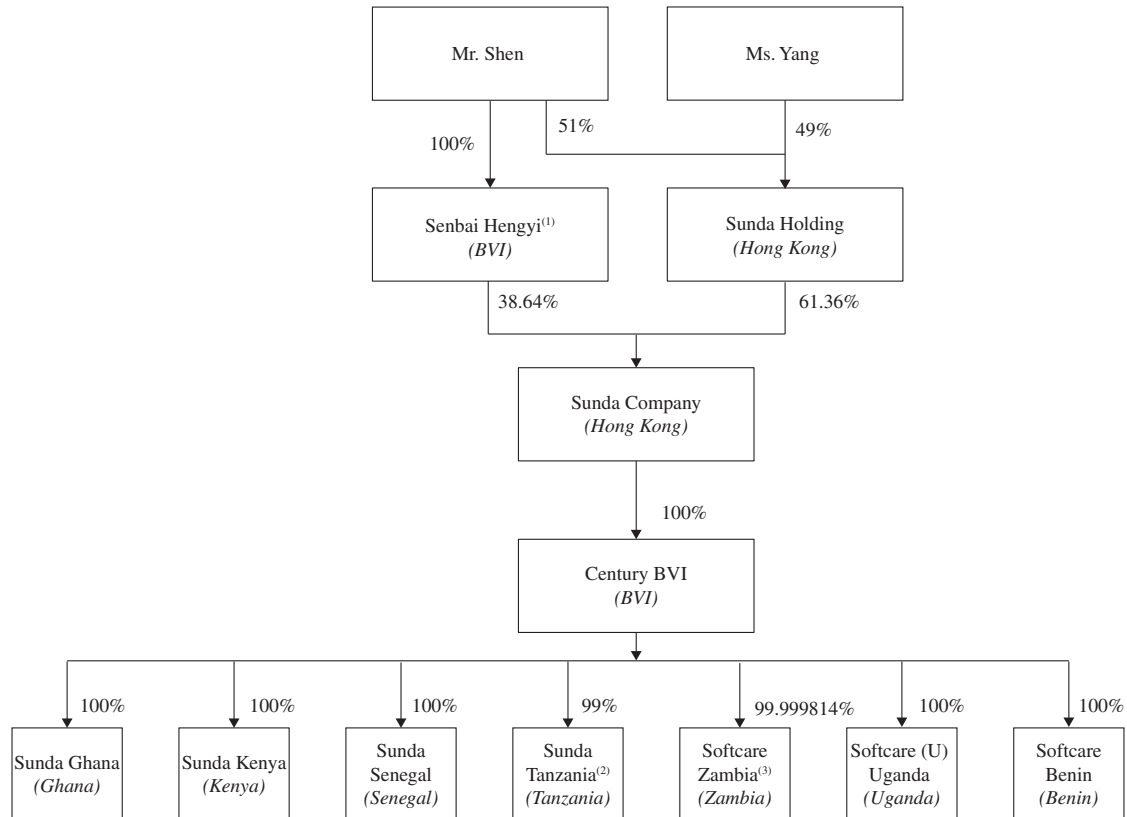 Mr. Shen
Ms. Yang
100%
51%
49%
Senbai Hengyi(1)
(BVI)
Sunda Holding
(Hong Kong)
38.64%
61.36%
Sunda Company
(Hong Kong)
100%
Century BVI
(BVI)
100%
100%
100%
99%
99.999814%
100%
100%
Sunda Ghana
(Ghana)
Sunda Kenya
(Kenya)
Sunda
Senegal
(Senegal)
Sunda
Tanzania(2)
(Tanzania)
Softcare
Zambia(3)
(Zambia)
Softcare (U)
Uganda
(Uganda)
Softcare
Benin
(Benin)